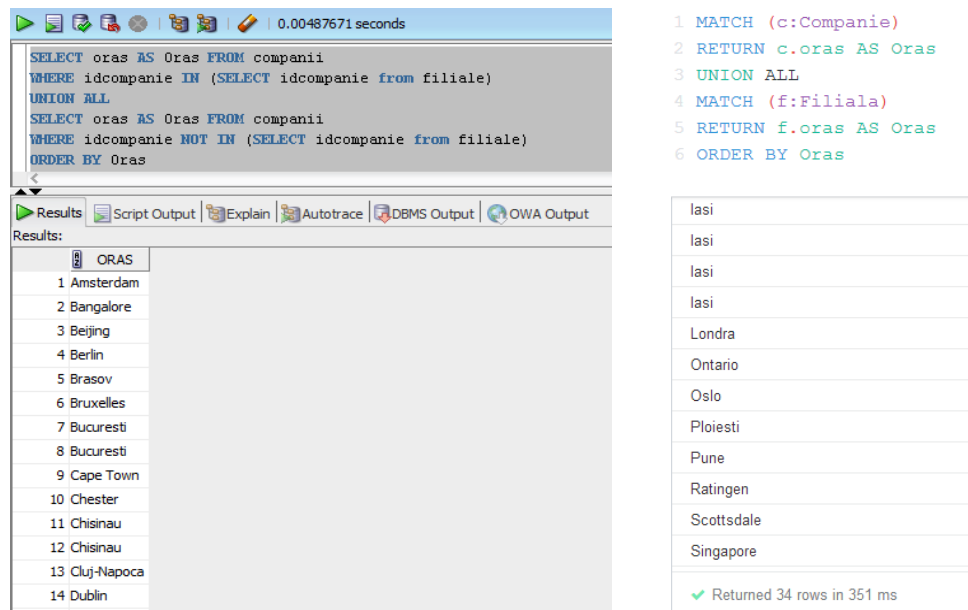 0.00487671 seconds
SELECT oras AS Oras FROM companii
WHERE idcompanie IN (SELECT idcompanie from filiale)
UNION ALL
SELECT oras AS Oras FROM companii
WHERE idcompanie NOT IN (SELECT idcompanie from filiale)
ORDER BY Oras
Results Script Output Explain Autotrace DBMS Output OWA Output
Results:
ORAS
1 Amsterdam
2 Bangalore
3 Beijing
4 Berlin
5 Brasov
6 Bruxelles
7 Bucuresti
8 Bucuresti
9 Cape Town
10 Chester
11 Chisinau
12 Chisinau
13 Cluj-Napoca
14 Dublin
1 MATCH (c:Companie)
2 RETURN c.oras AS Oras
3 UNION ALL
4 MATCH (f:Filiala)
5 RETURN f.oras AS Oras
6 ORDER BY Oras
Iasi
Iasi
Iasi
Iasi
Londra
Ontario
Oslo
Ploiesti
Pune
Ratingen
Scottsdale
Singapore
Returned 34 rows in 351 ms